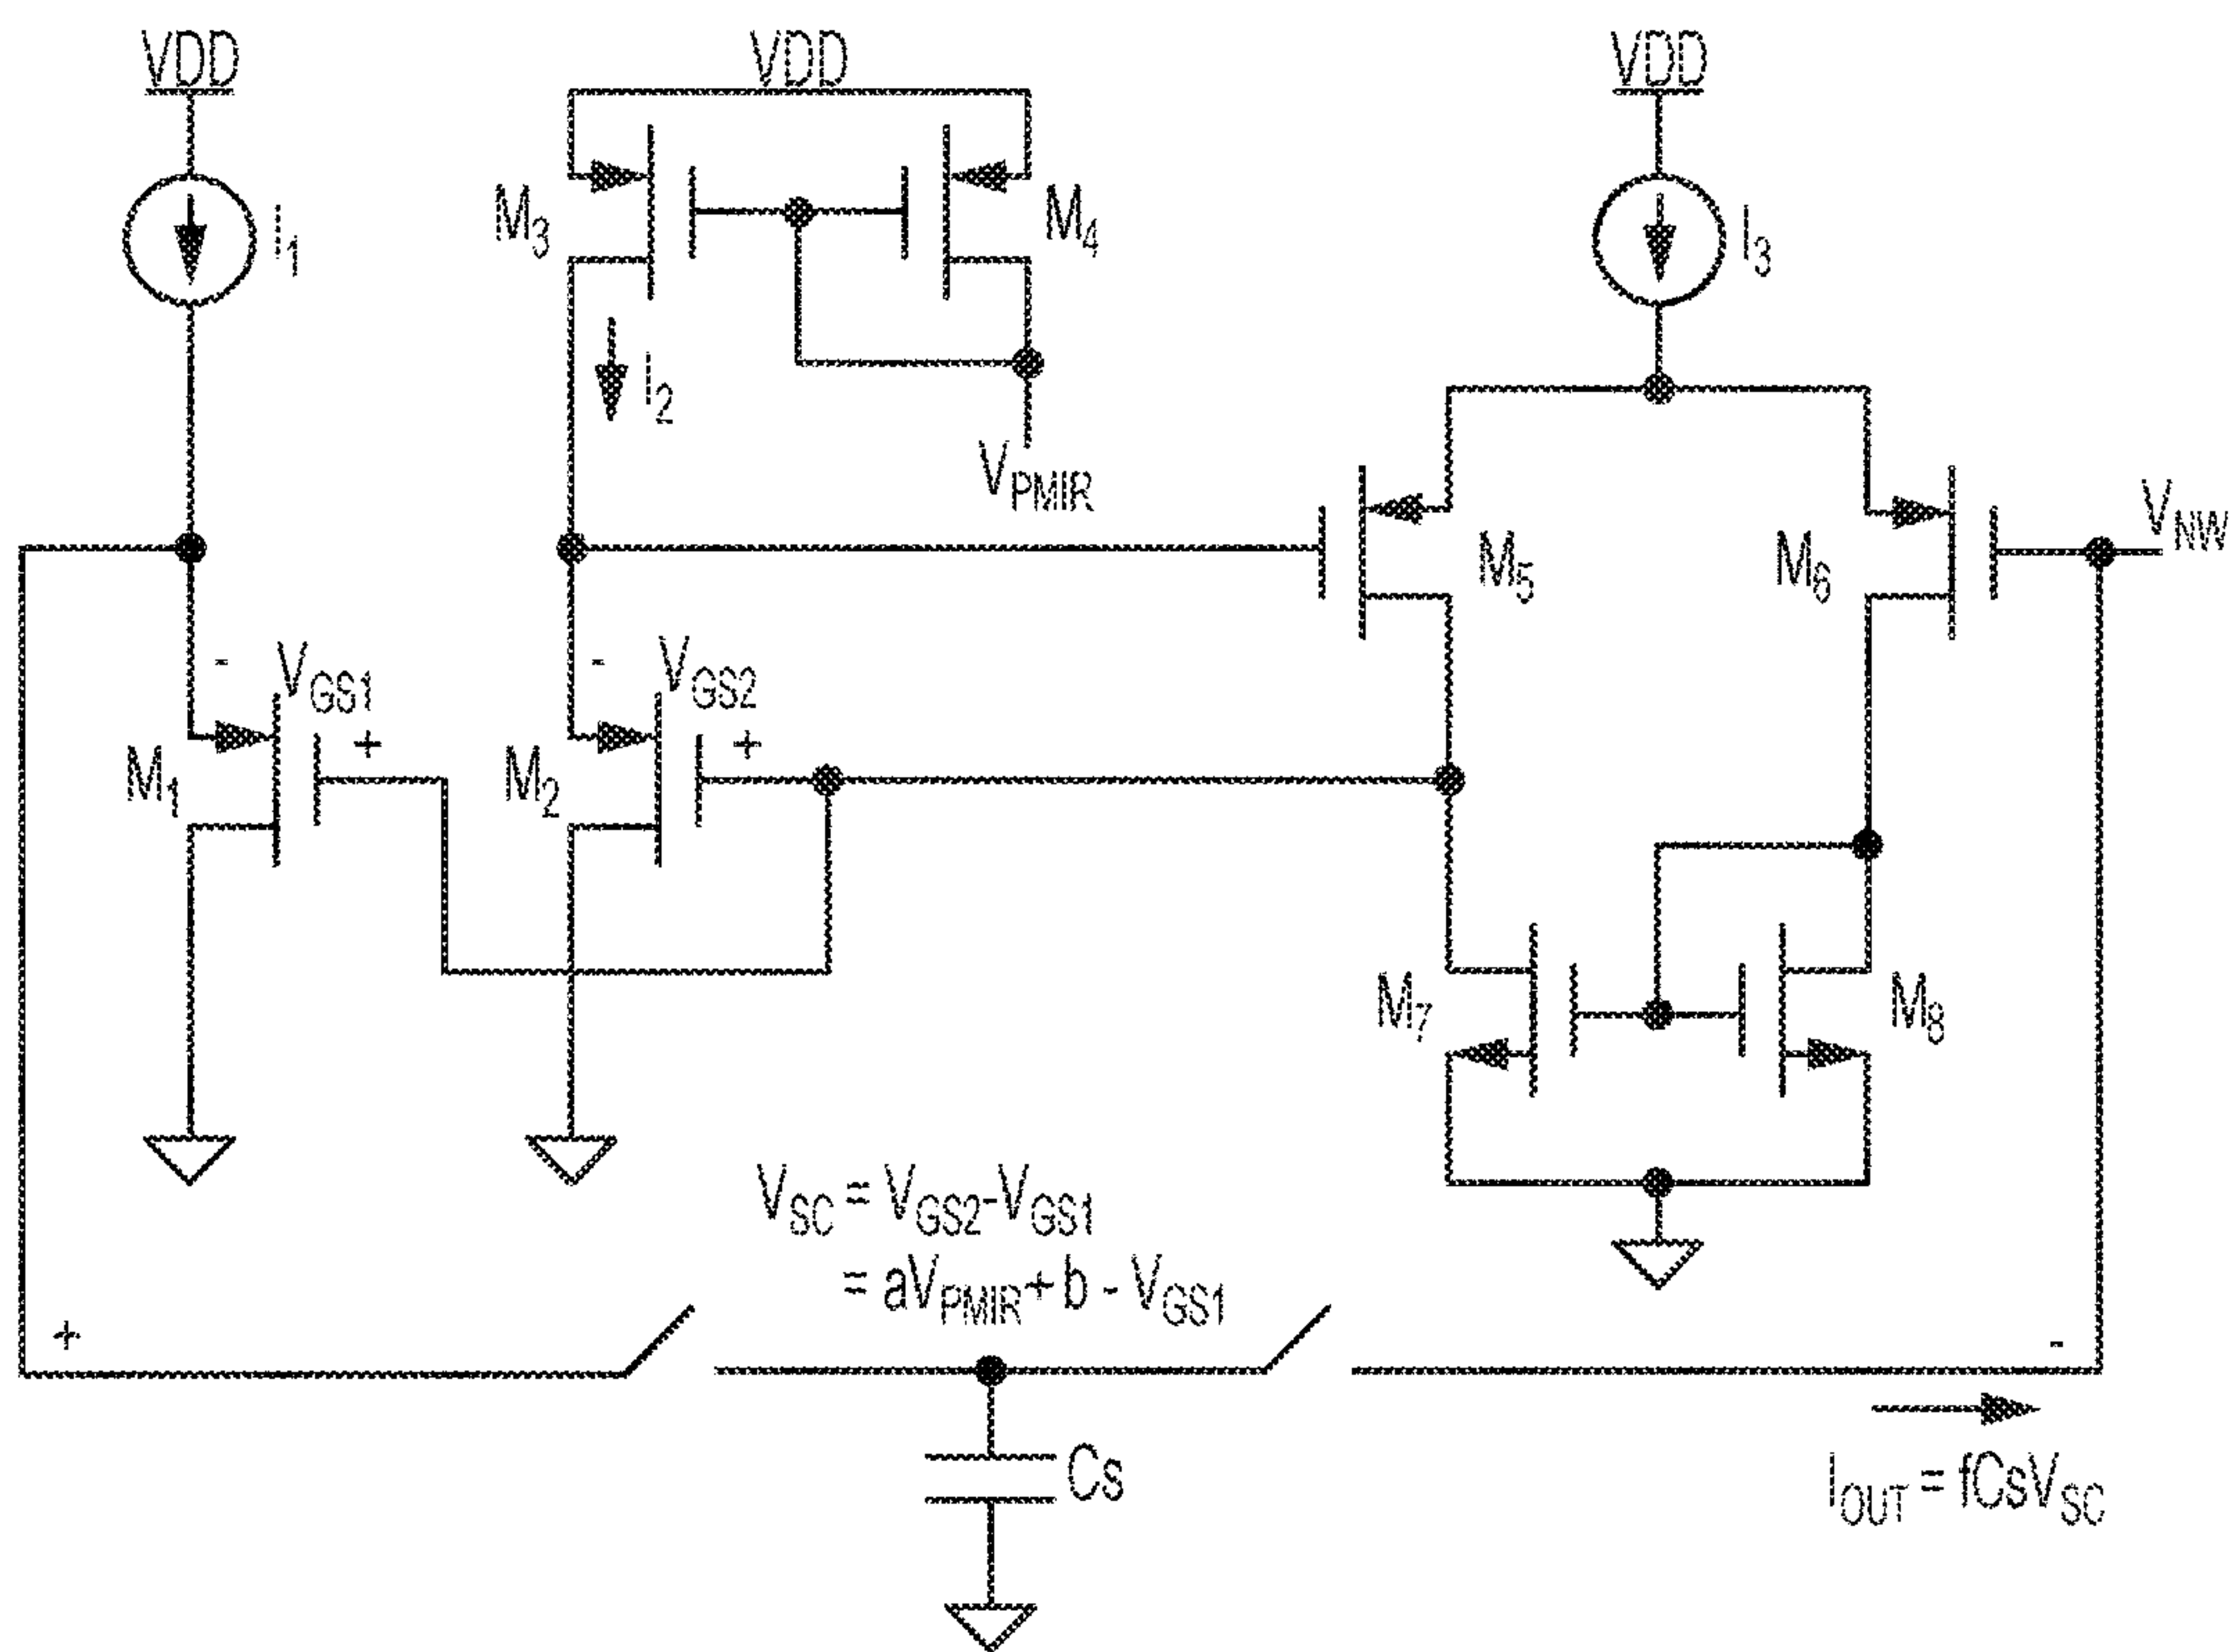 VDD
VDD
VDD
I1
M3
M4
I3
I2
VPMIR
M5
M6
VNW
-
VGS1
+
M1
-
VGS2
+
M2
M7
M8
VSC = VGS2-VGS1
= aVPMIR + b - VGS1
+
-
Cs
IOUT = fCsVSC